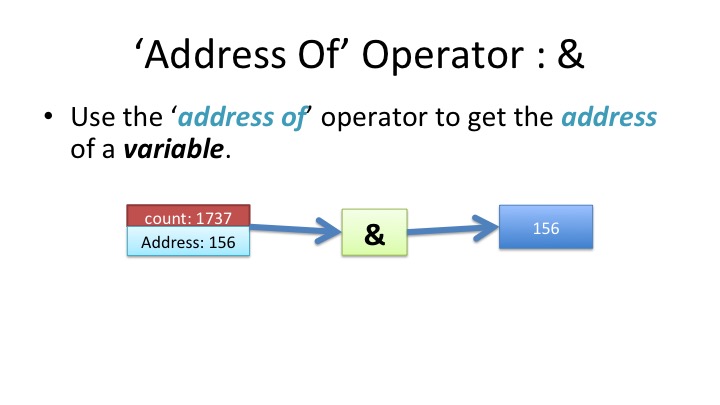 ‘Address Of’ Operator : &
• Use the ‘address of’ operator to get the address
of a variable.
count: 1737
Address: 156
&
156